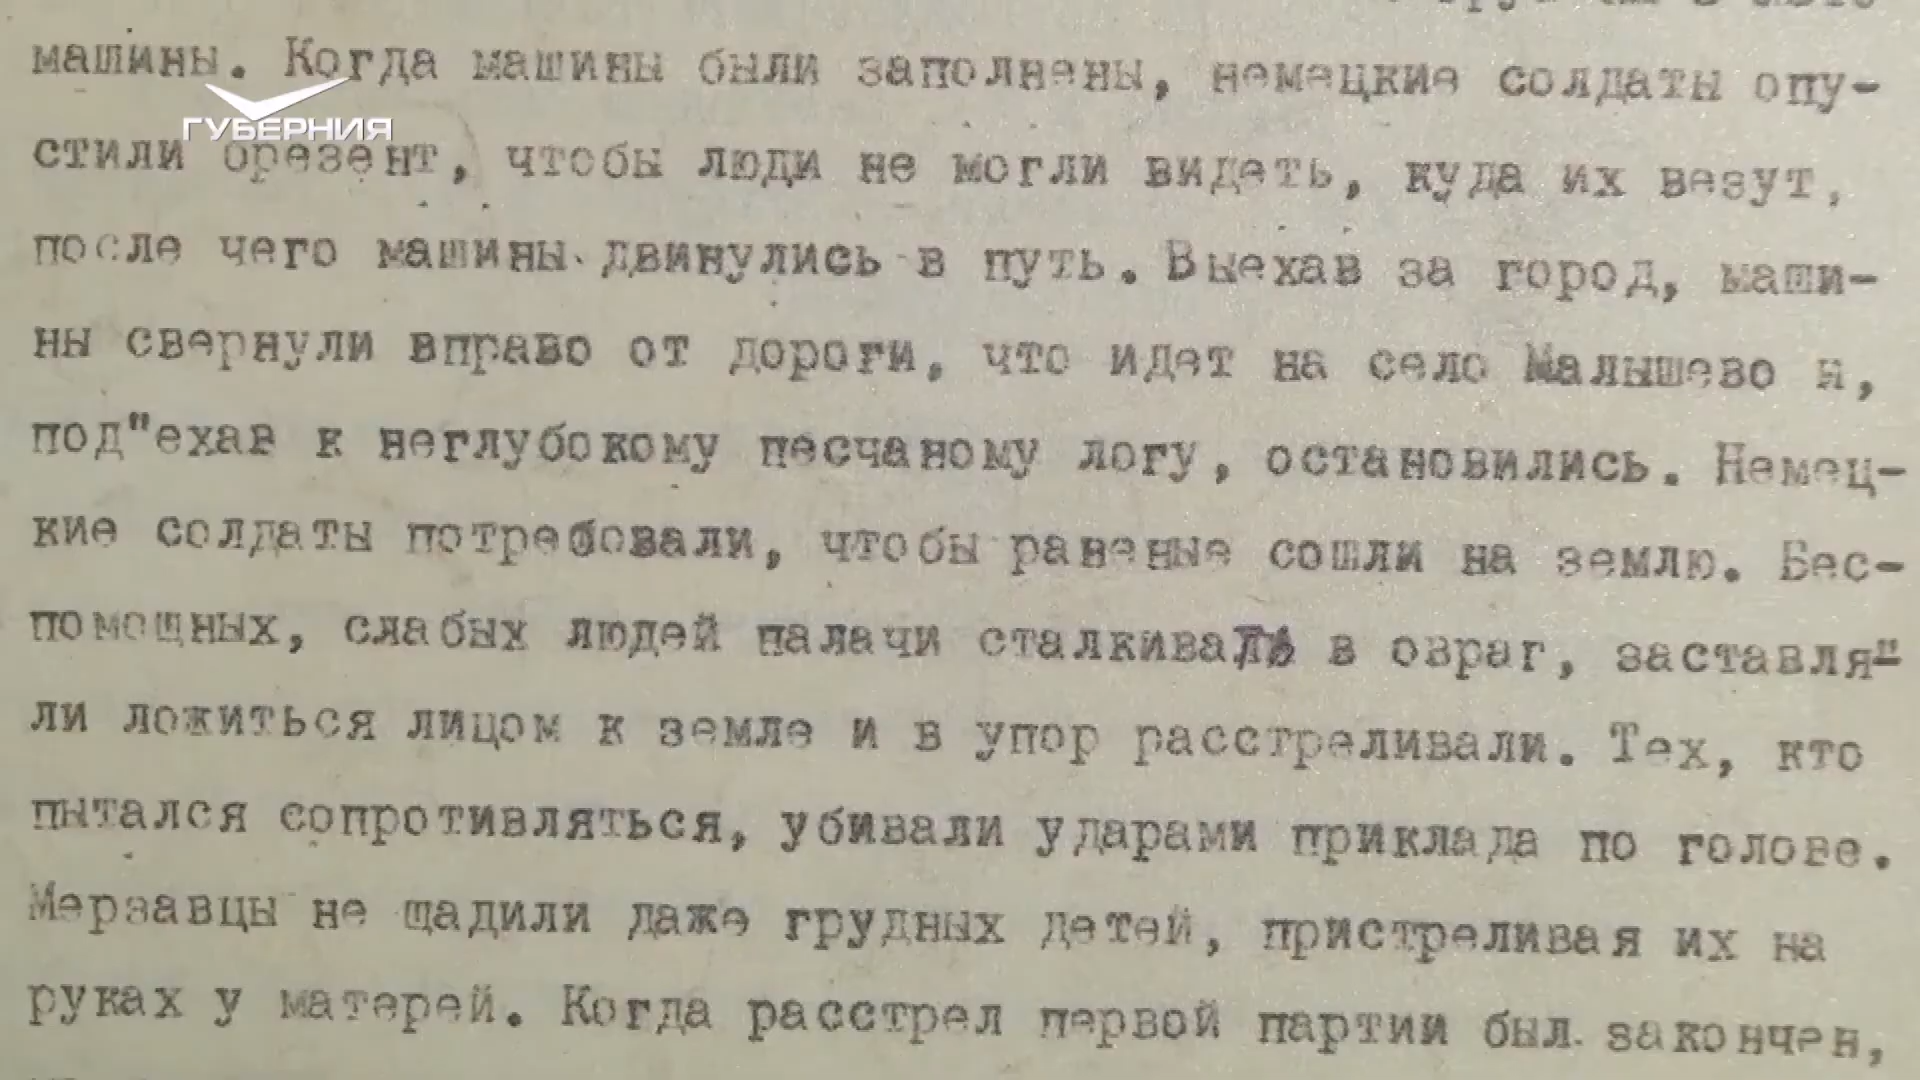 машины. Когда машины были заполнены, немецкие солдаты опу-
ГУБЕРНИЯ
стили брезент, чтобы люди не могли видеть, куда их везут,
после чего машины двинулись в путь. Выехав за город, маши-
ны свернули вправо от дороги, что идет на село Малышево и,
под"ехав к неглубокому песчаному логу, остановились. Немец-
кие солдаты потребовали, чтобы раненые сошли на землю. Бес-
помощных, слабых людей палачи сталкивали в овраг, заставля-
ли ложиться лицом к земле и в упор расстреливали. Тех, кто
пытался сопротивляться, убивали ударами приклада по голове.
Мерзавцы не щадили даже грудных детей, пристреливая их на
руках у матерей. Когда расстрел первой партии был закончен,